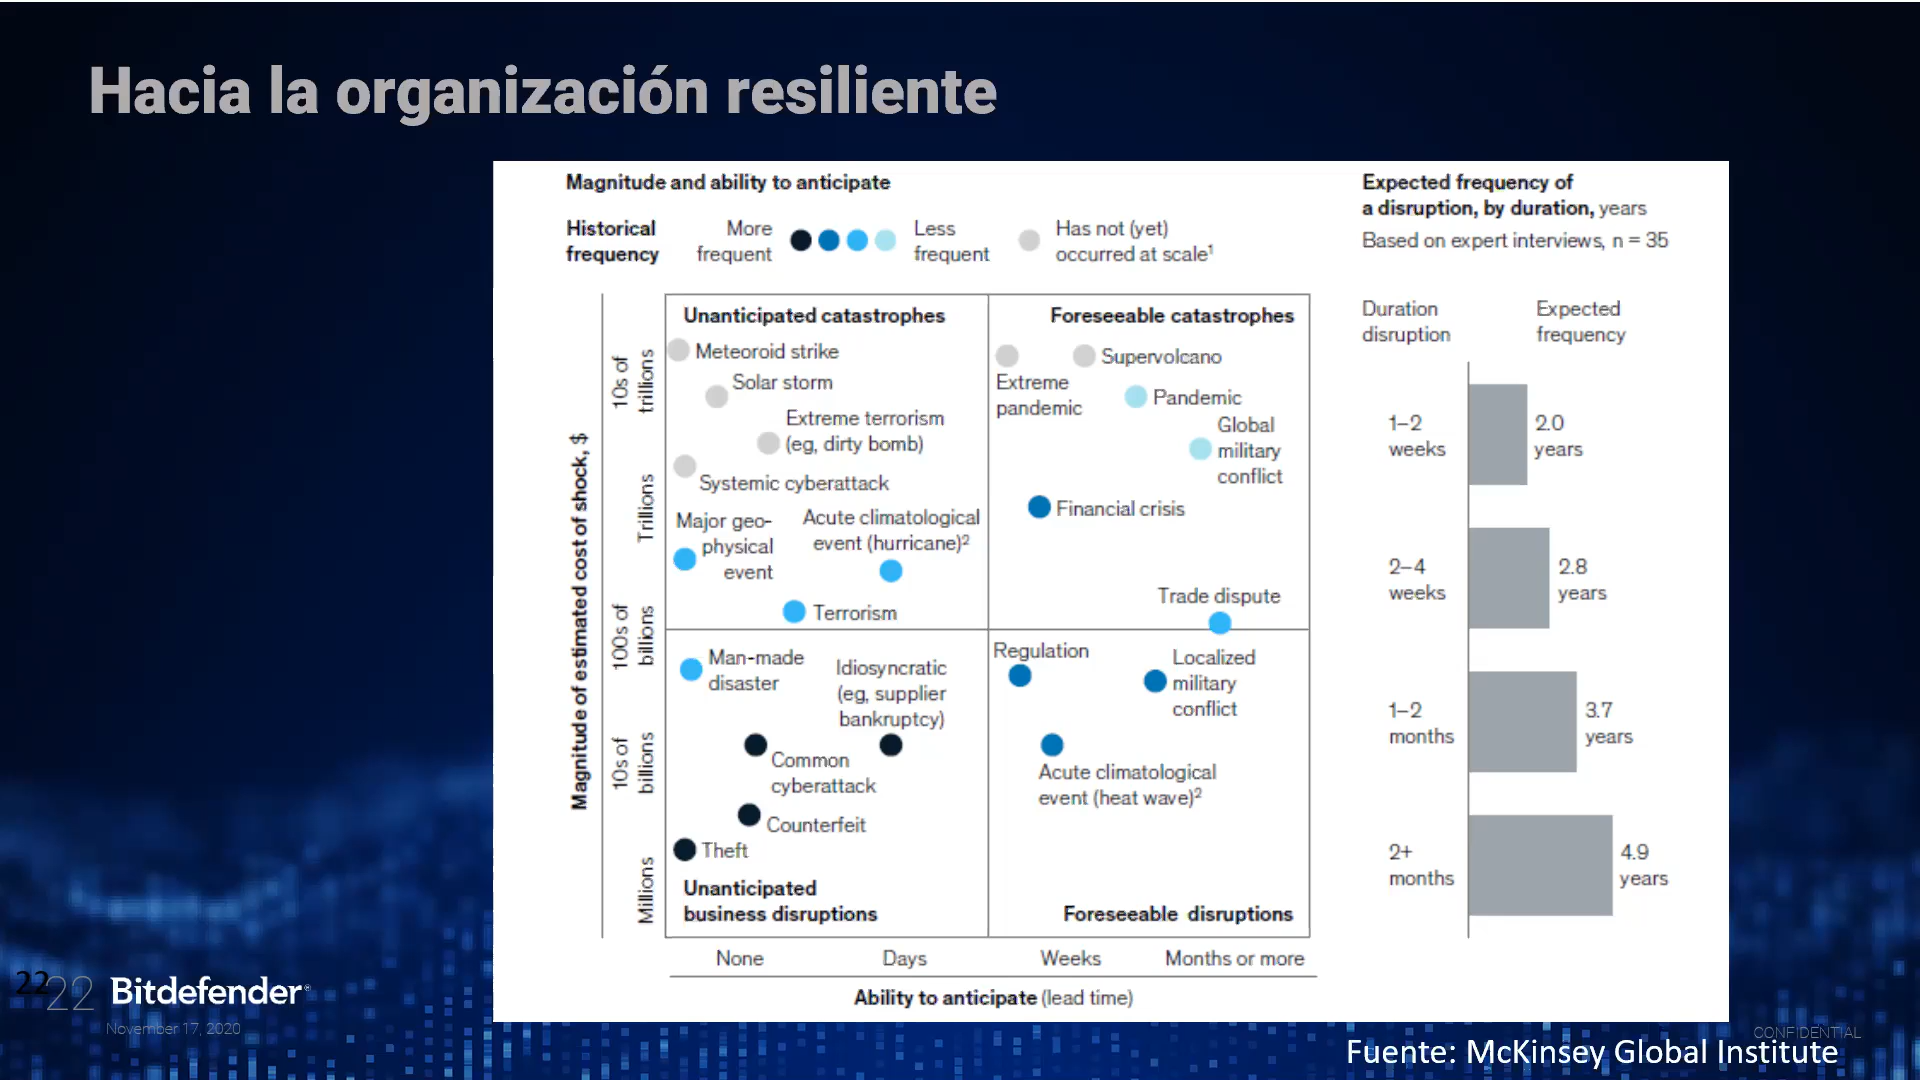 Hacia la organización resiliente
Magnitude and ability to anticipate
Historical
frequency
More
frequent
Less
frequent
Has not (yet)
occurred at scale¹
Magnitude of estimated cost of shock, $
10s of
trillions
Trillions
100s of
billions
10s of
billions
Millions
Unanticipated catastrophes
Meteoroid strike
Solar storm
Extreme terrorism
(eg, dirty bomb)
Systemic cyberattack
Major geo-
physical
event
Acute climatological
event (hurricane)²
Terrorism
Foreseeable catastrophes
Extreme
pandemic
Supervolcano
Pandemic
Global
military
conflict
Financial crisis
Trade dispute
Man-made
disaster
Idiosyncratic
(eg, supplier
bankruptcy)
Common
cyberattack
Counterfeit
Theft
Unanticipated
business disruptions
Regulation
Localized
military
conflict
Acute climatological
event (heat wave)²
Foreseeable disruptions
None
Days
Weeks
Months or more
Ability to anticipate (lead time)
Expected frequency of
a disruption, by duration, years
Based on expert interviews, n = 35
Duration
disruption
Expected
frequency
1–2
weeks
2.0
years
2–4
weeks
2.8
years
1–2
months
3.7
years
2+
months
4.9
years
22
22
Bitdefender®
November 17, 2020
CONFIDENTIAL
Fuente: McKinsey Global Institute